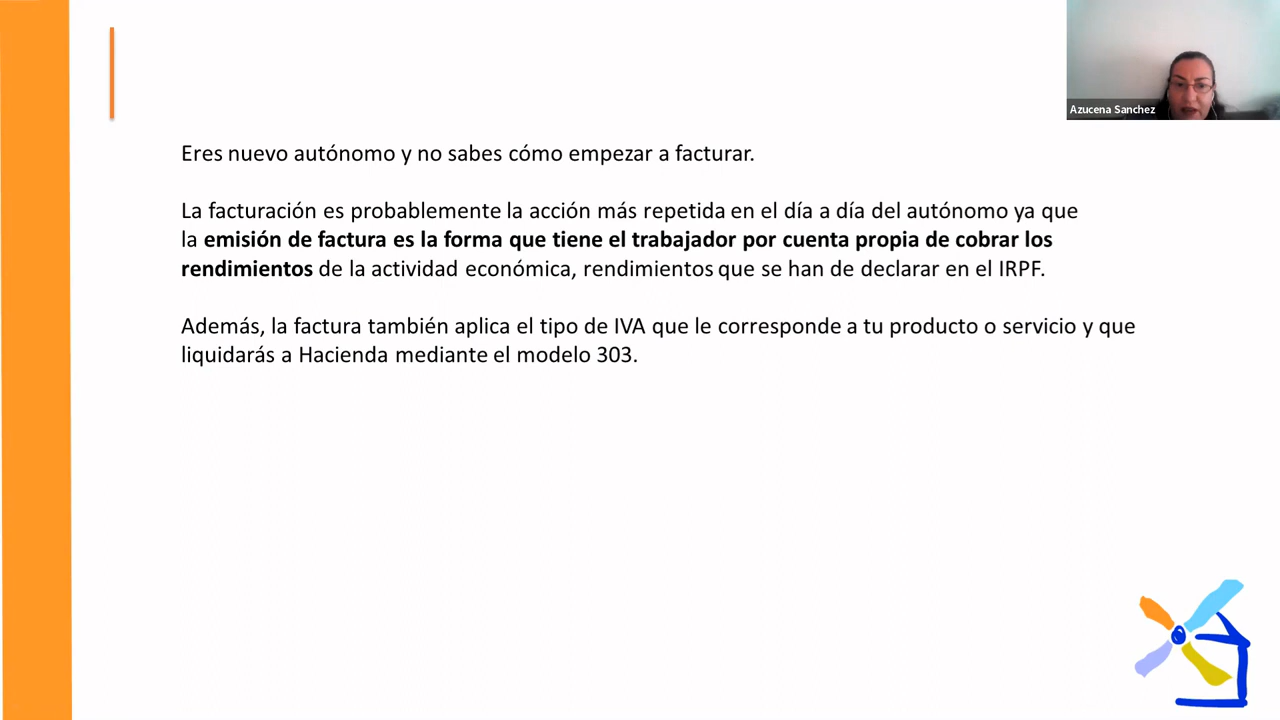 Azucena Sanchez
Eres nuevo autónomo y no sabes cómo empezar a facturar.
La facturación es probablemente la acción más repetida en el día a día del autónomo ya que
la emisión de factura es la forma que tiene el trabajador por cuenta propia de cobrar los
rendimientos de la actividad económica, rendimientos que se han de declarar en el IRPF.
Además, la factura también aplica el tipo de IVA que le corresponde a tu producto o servicio y que
liquidarás a Hacienda mediante el modelo 303.